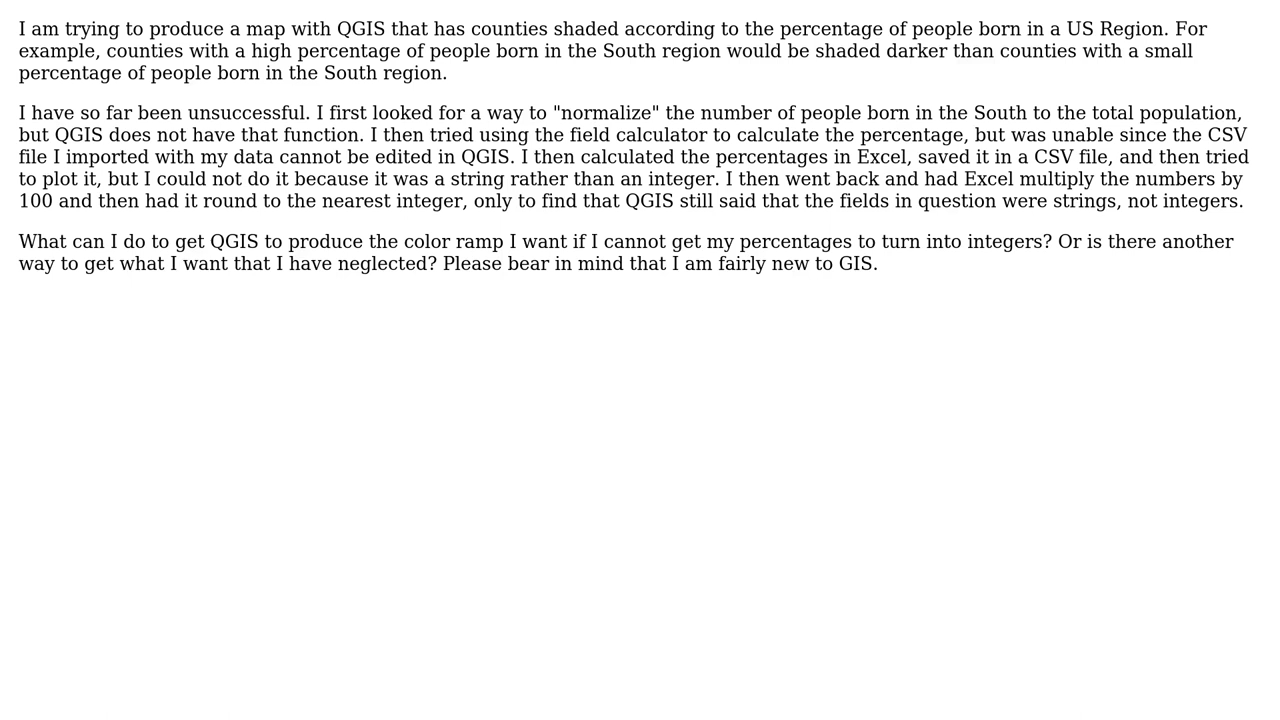 I am trying to produce a map with QGIS that has counties shaded according to the percentage of people born in a US Region. For
example, counties with a high percentage of people born in the South region would be shaded darker than counties with a small
percentage of people born in the South region.
I have so far been unsuccessful. I first looked for a way to "normalize" the number of people born in the South to the total population,
but QGIS does not have that function. I then tried using the field calculator to calculate the percentage, but was unable since the CSV
file I imported with my data cannot be edited in QGIS. I then calculated the percentages in Excel, saved it in a CSV file, and then tried
to plot it, but I could not do it because it was a string rather than an integer. I then went back and had Excel multiply the numbers by
100 and then had it round to the nearest integer, only to find that QGIS still said that the fields in question were strings, not integers.
What can I do to get QGIS to produce the color ramp I want if I cannot get my percentages to turn into integers? Or is there another
way to get what I want that I have neglected? Please bear in mind that I am fairly new to GIS.